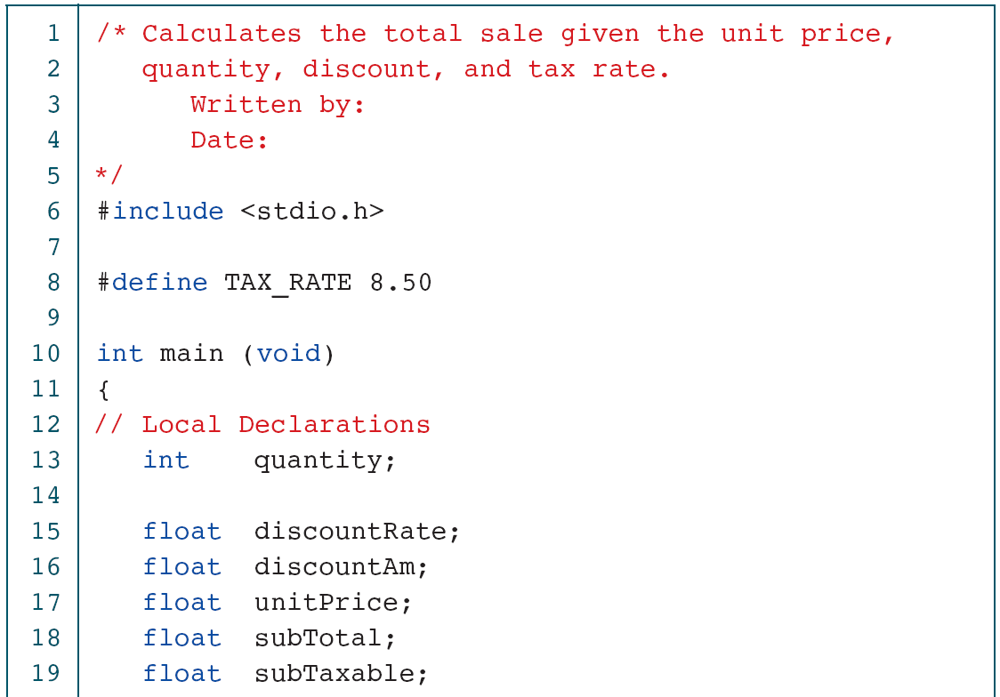 1 /* Calculates the total sale given the unit price,
2    quantity, discount, and tax rate.
3       Written by:
4       Date:
5 */
6 #include <stdio.h>
7
8 #define TAX_RATE 8.50
9
10 int main (void)
11 {
12 // Local Declarations
13    int    quantity;
14
15    float  discountRate;
16    float  discountAm;
17    float  unitPrice;
18    float  subTotal;
19    float  subTaxable;